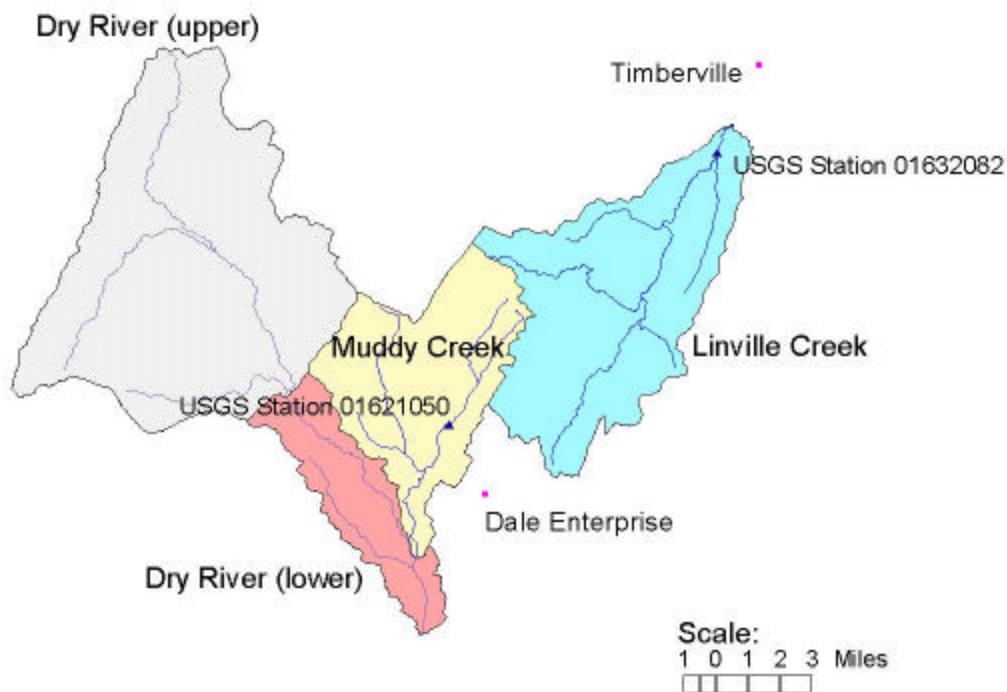 Dry River (upper)
Timberville
USGS Station 01632082
Muddy Creek
Linville Creek
USGS Station 01621050
Dale Enterprise
Dry River (lower)
Scale:
1 0 1 2 3 Miles